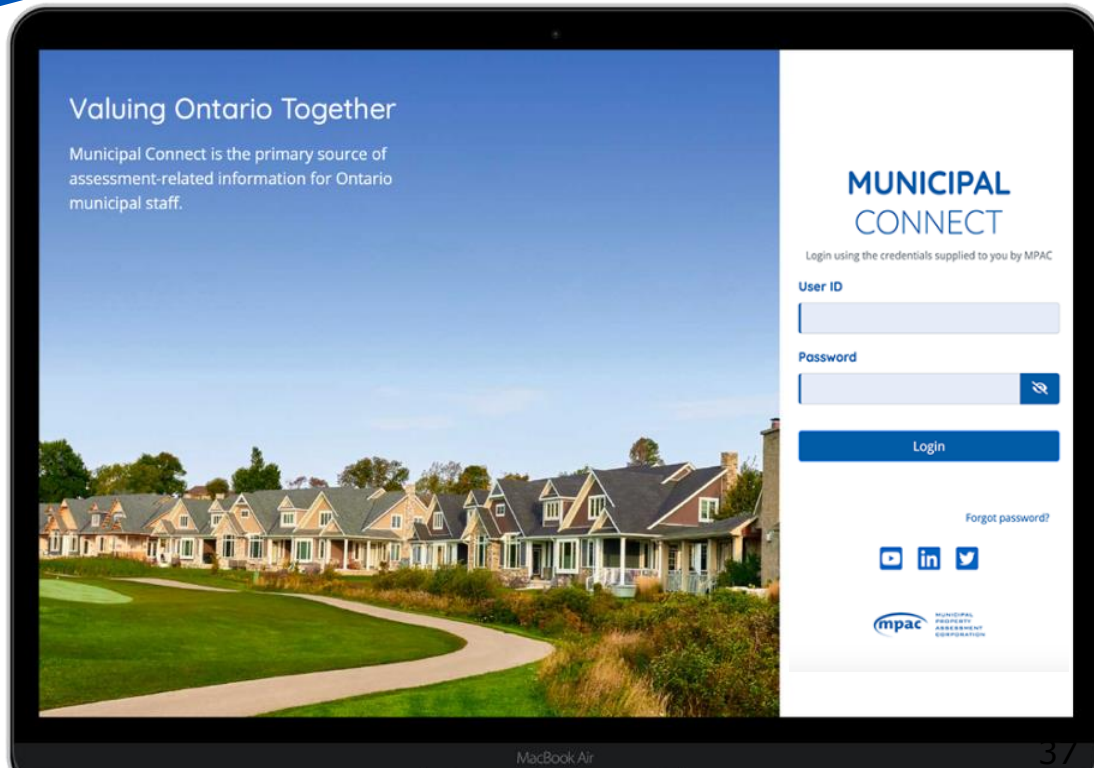 Valuing Ontario Together
Municipal Connect is the primary source of
assessment-related information for Ontario
municipal staff.
MUNICIPAL
CONNECT
Login using the credentials supplied to you by MPAC
User ID
Password
Login
Forgot password?
in
mpac
MUNICIPAL
PROPERTY
ASSESSMENT
CORPORATION
MacBook Air
37